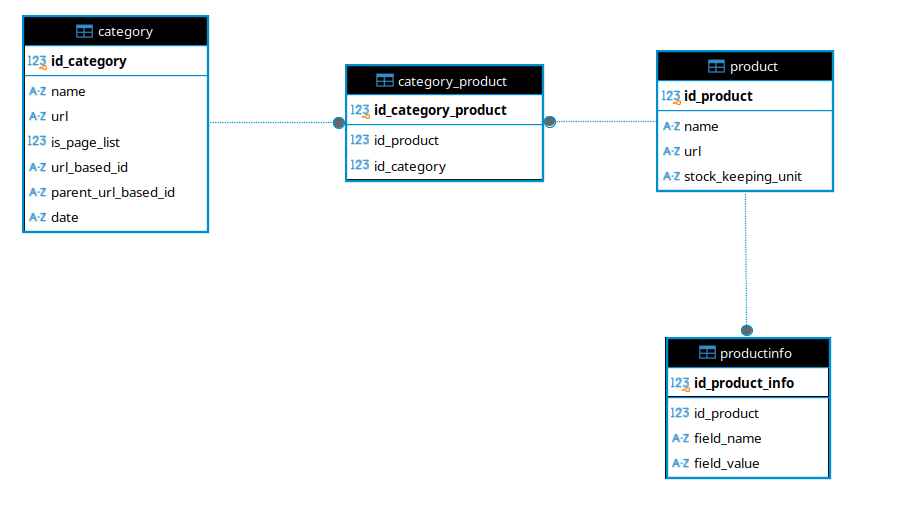 category
123 id_category
A-Z name
A-Z url
123 is_page_list
A-Z url_based_id
A-Z parent_url_based_id
A-Z date
category_product
123 id_category_product
123 id_product
123 id_category
product
123 id_product
A-Z name
A-Z url
A-Z stock_keeping_unit
productinfo
123 id_product_info
123 id_product
A-Z field_name
A-Z field_value